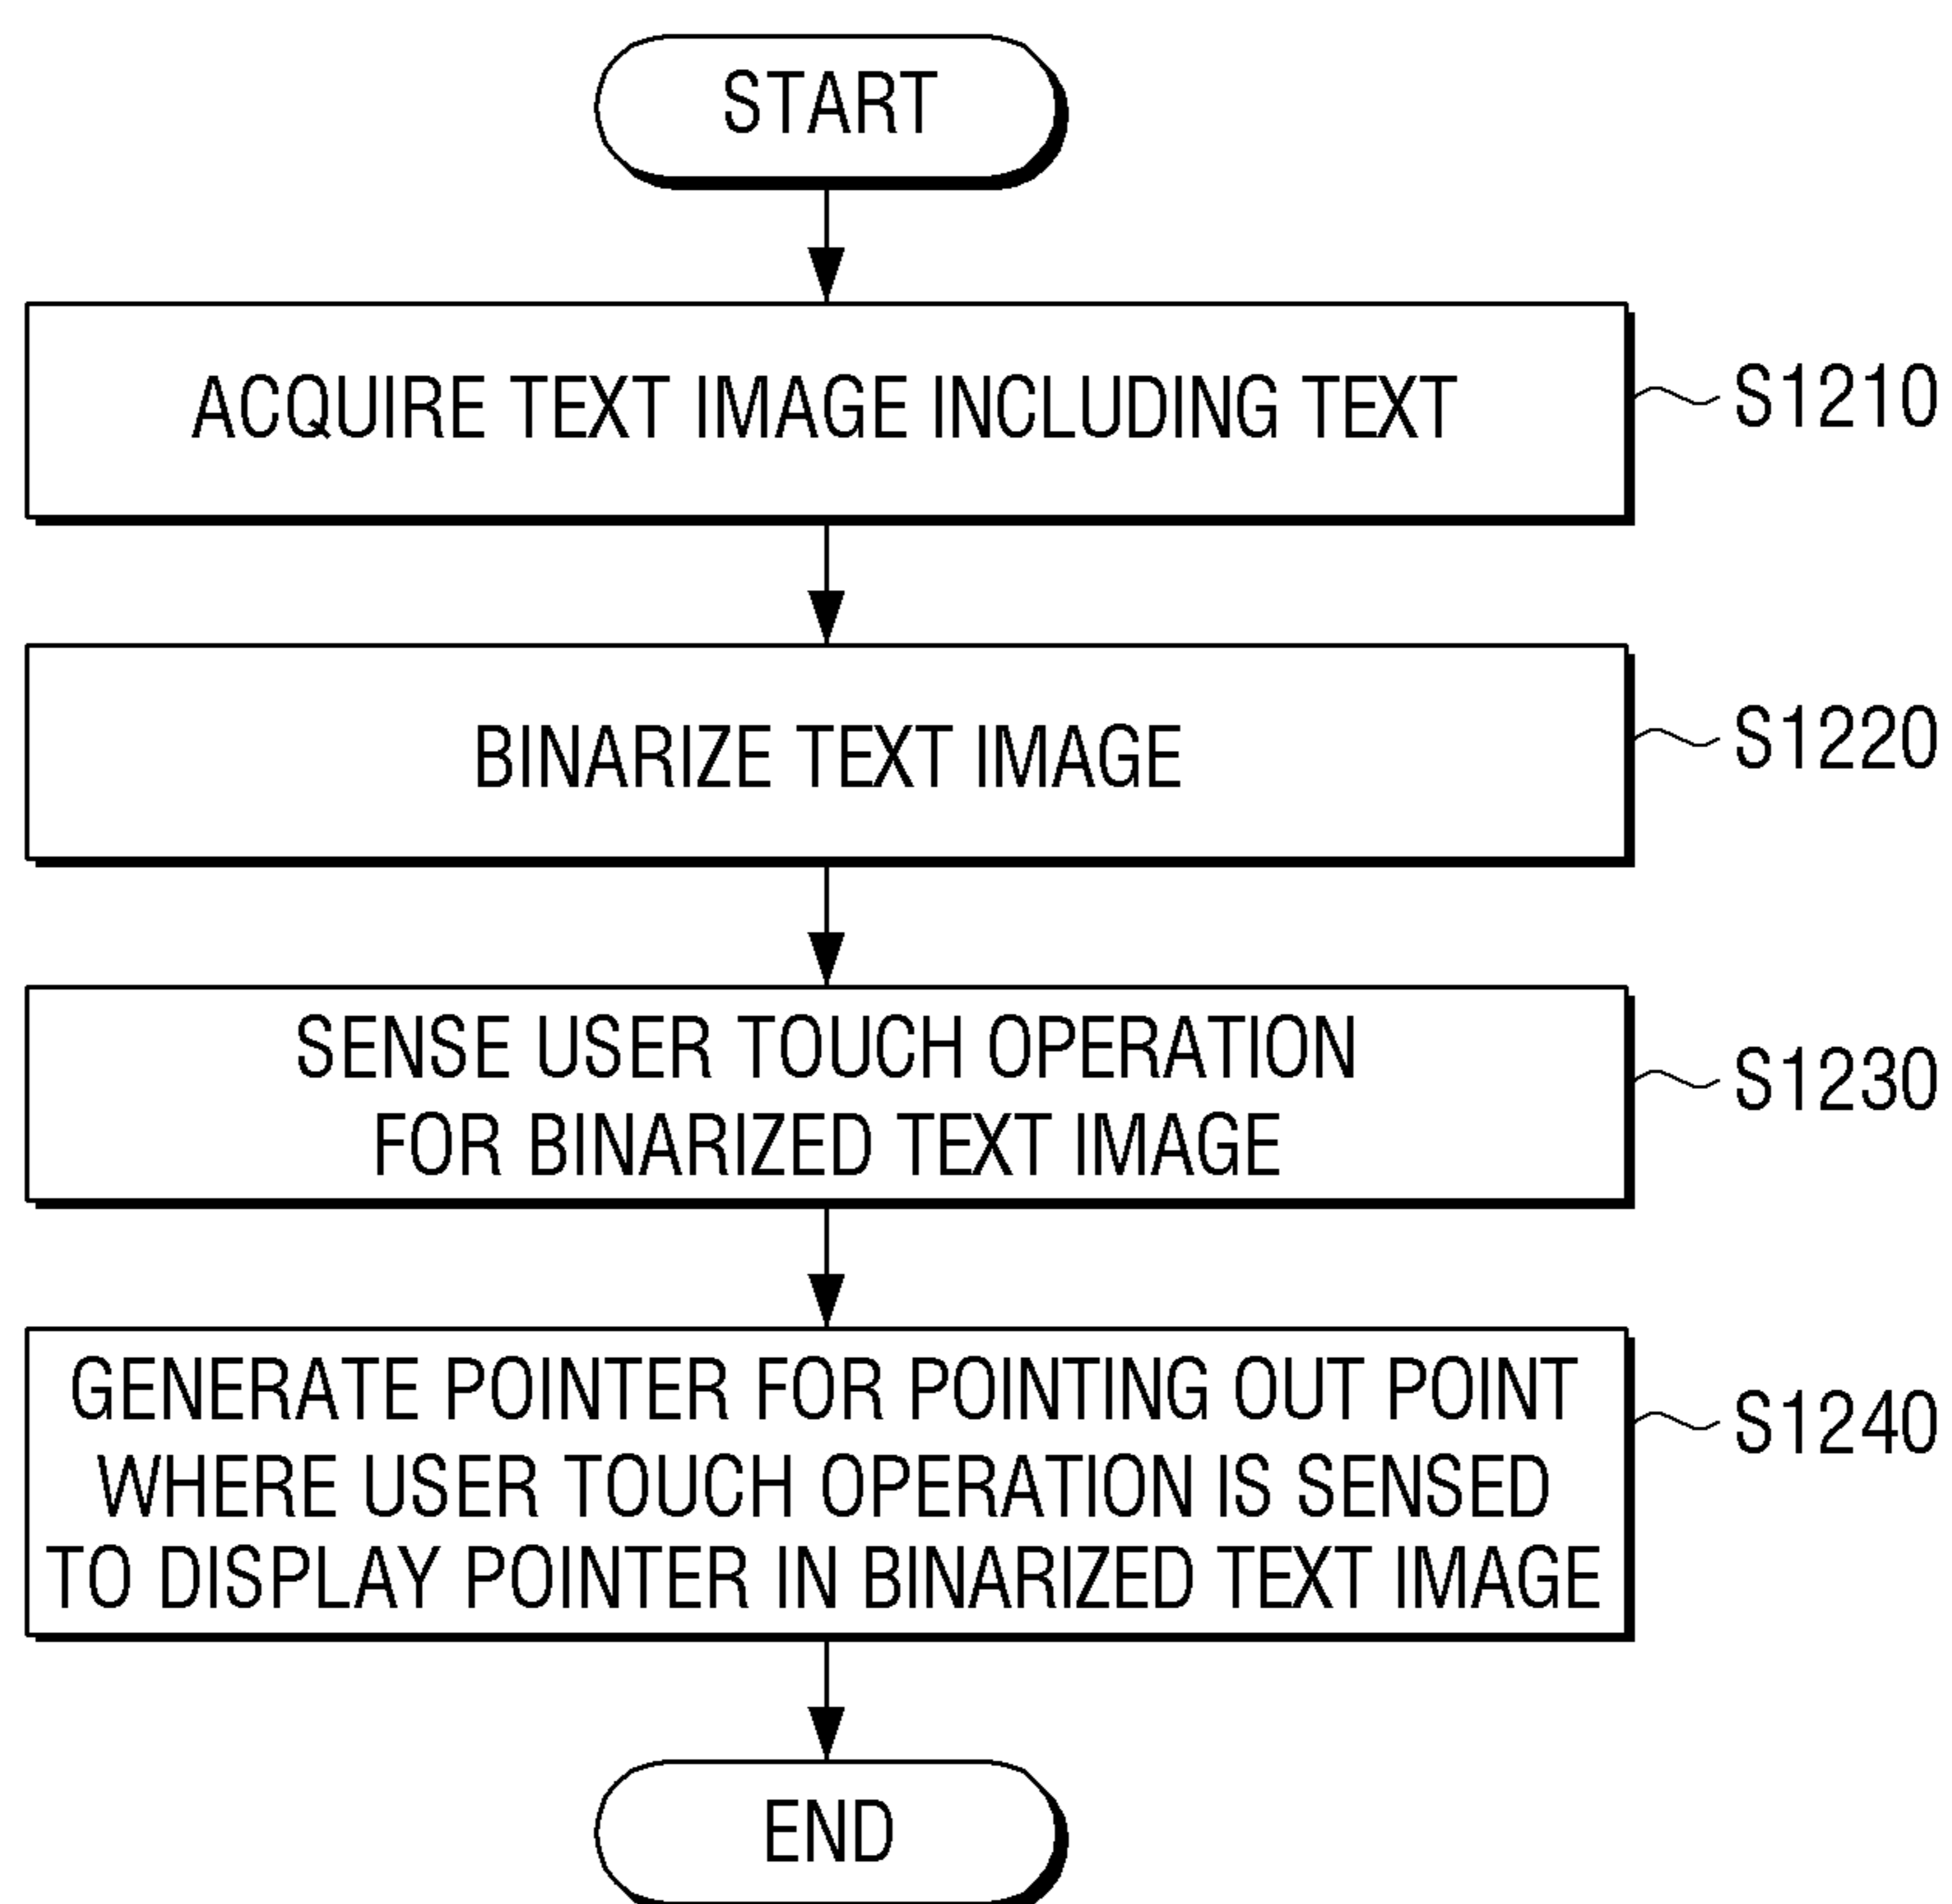 START
ACQUIRE TEXT IMAGE INCLUDING TEXT
S1210
BINARIZE TEXT IMAGE
S1220
SENSE USER TOUCH OPERATION
FOR BINARIZED TEXT IMAGE
S1230
GENERATE POINTER FOR POINTING OUT POINT
WHERE USER TOUCH OPERATION IS SENSED
TO DISPLAY POINTER IN BINARIZED TEXT IMAGE
S1240
END